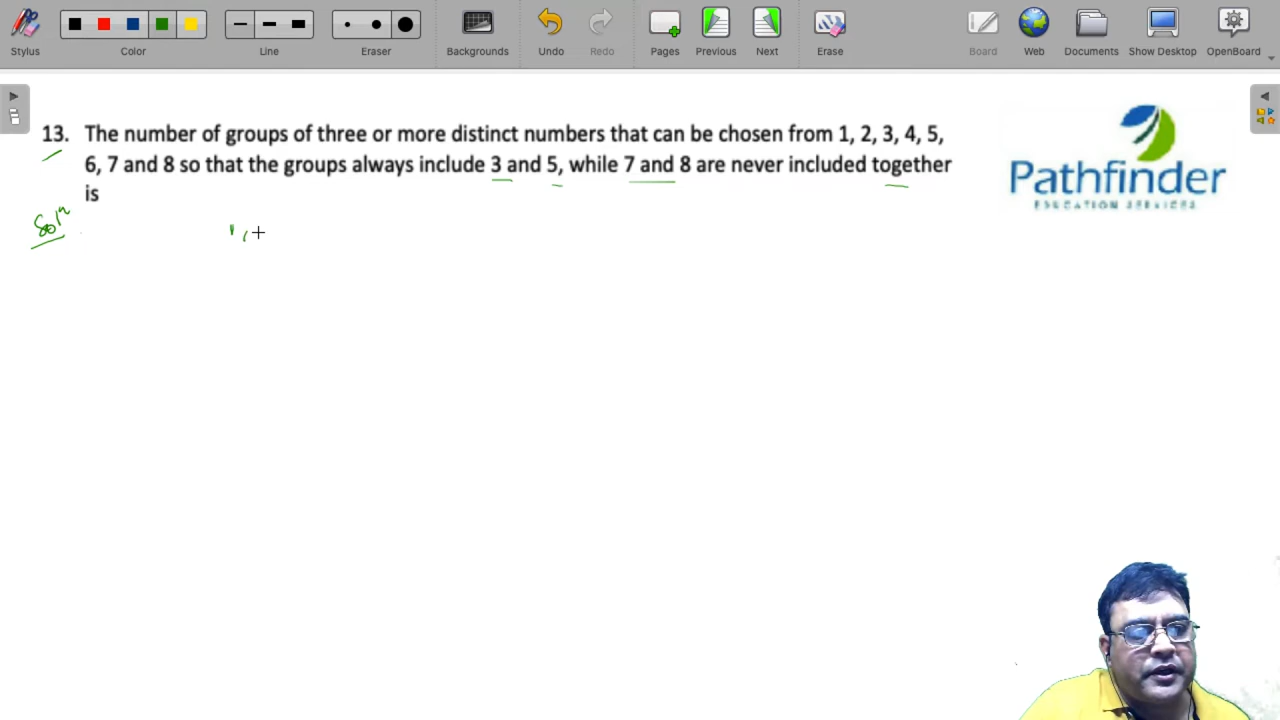 Stylus
Color
Line
Eraser
Backgrounds
Undo
Redo
Pages
Previous
Next
Erase
Board
Web
Documents
Show Desktop
OpenBoard
13. The number of groups of three or more distinct numbers that can be chosen from 1, 2, 3, 4, 5,
6, 7 and 8 so that the groups always include 3 and 5, while 7 and 8 are never included together
is
Pathfinder
EDUCATION SERVICES
Solⁿ
1,